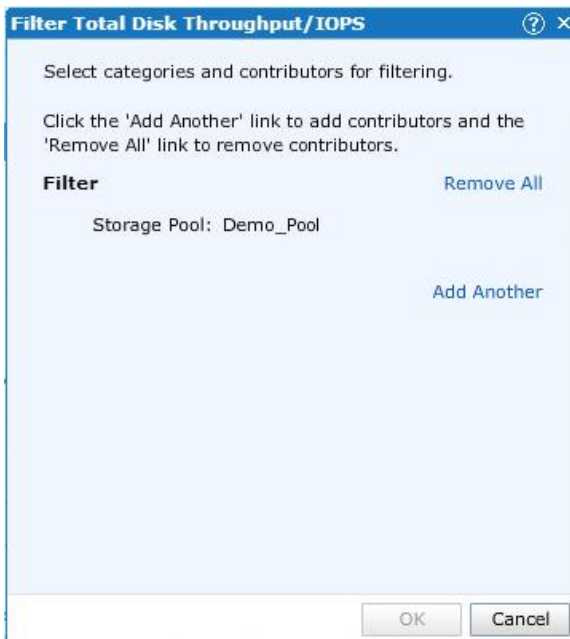 Filter Total Disk Throughput/IOPS ? ×
Select categories and contributors for filtering.
Click the 'Add Another' link to add contributors and the
'Remove All' link to remove contributors.
Filter Remove All
Storage Pool: Demo_Pool
Add Another
OK Cancel